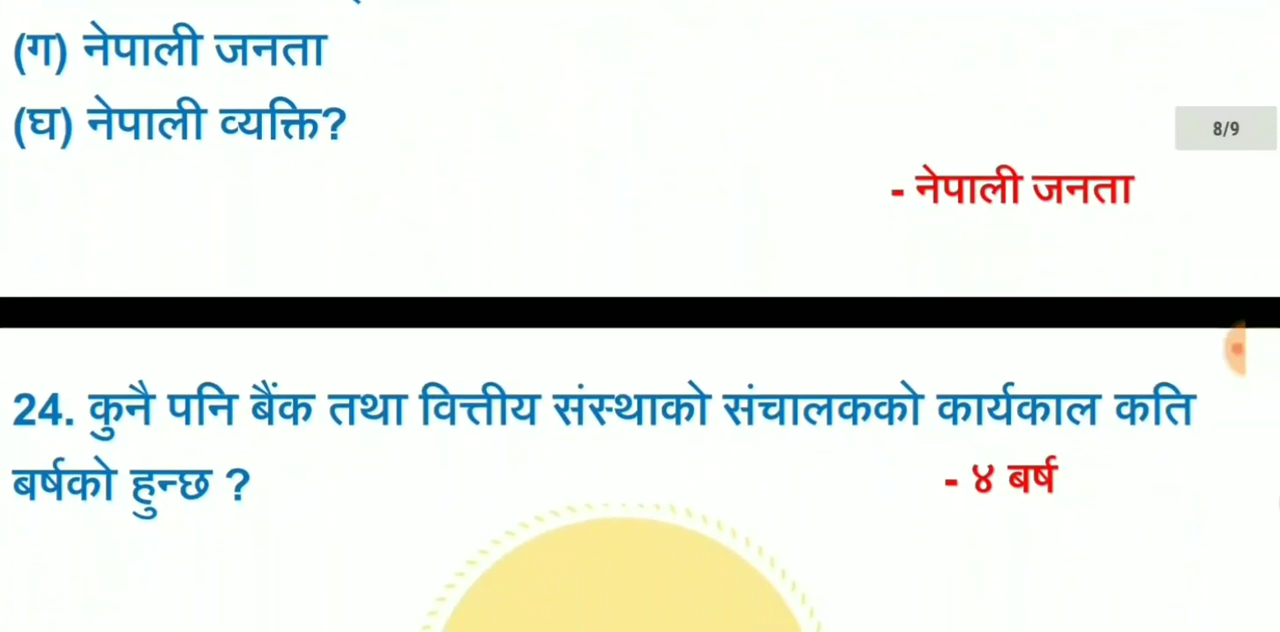 (ग) नेपाली जनता
(घ) नेपाली व्यक्ति?
8/9
- नेपाली जनता
24. कुनै पनि बैंक तथा वित्तीय संस्थाको संचालकको कार्यकाल कति
बर्षको हुन्छ ?
- ४ बर्ष